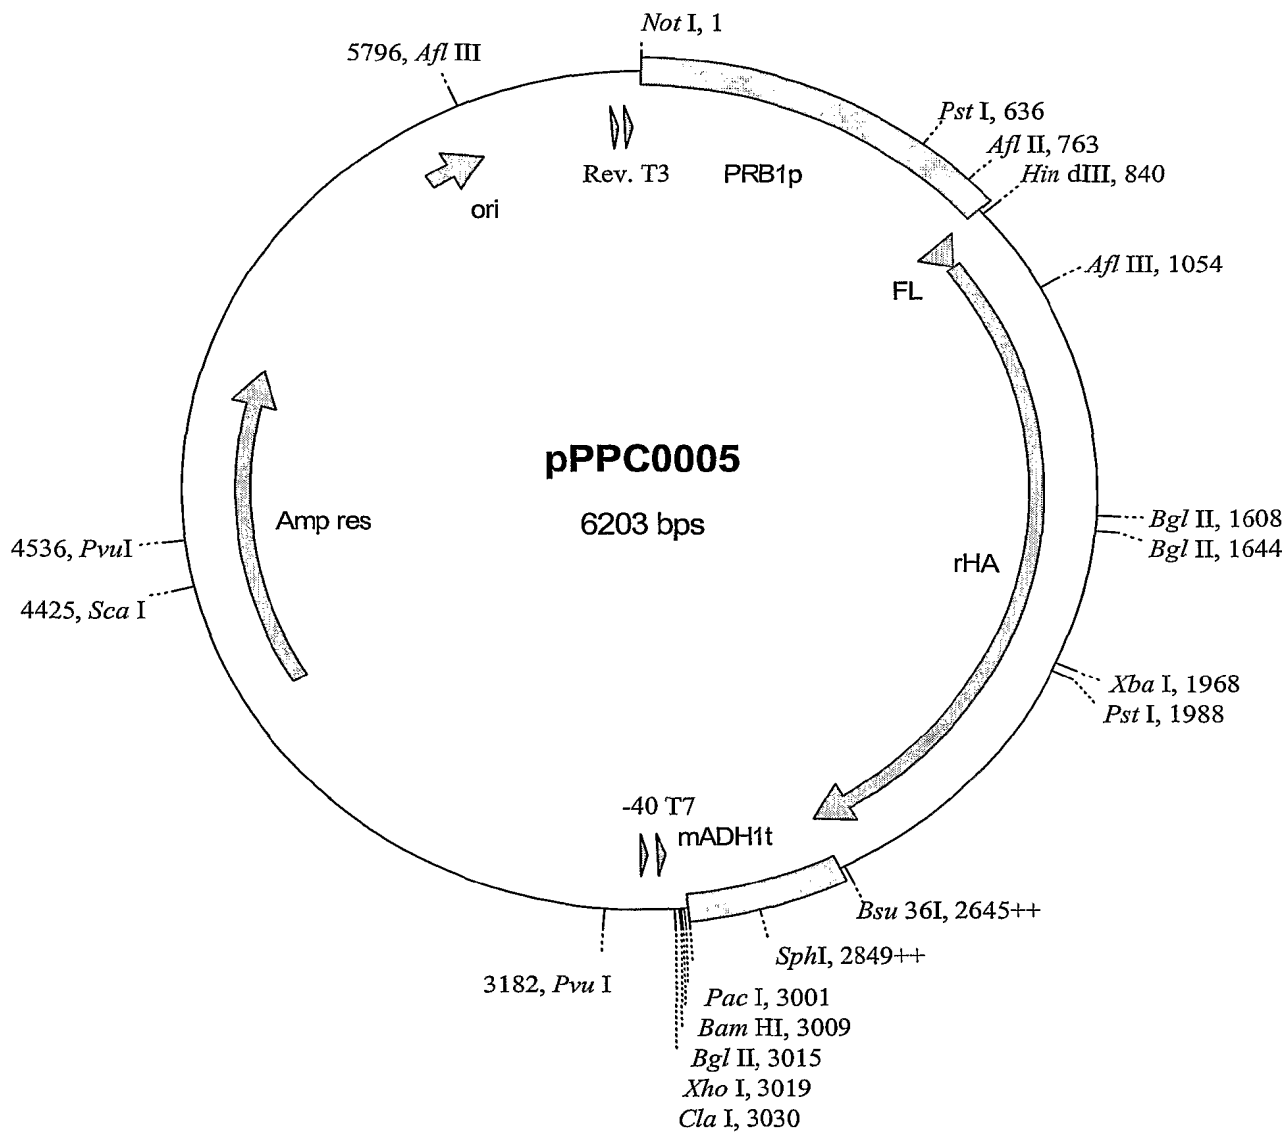 Not I, 1
5796, Afl III
Pst I, 636
Afl II, 763
Hin dIII, 840
Rev. T3
PRB1p
ori
Afl III, 1054
FL
pPPC0005
6203 bps
Amp res
Bgl II, 1608
Bgl II, 1644
4536, PvuI
4425, Sca I
rHA
Xba I, 1968
Pst I, 1988
-40 T7
mADH1t
Bsu 36I, 2645++
SphI, 2849++
3182, Pvu I
Pac I, 3001
Bam HI, 3009
Bgl II, 3015
Xho I, 3019
Cla I, 3030